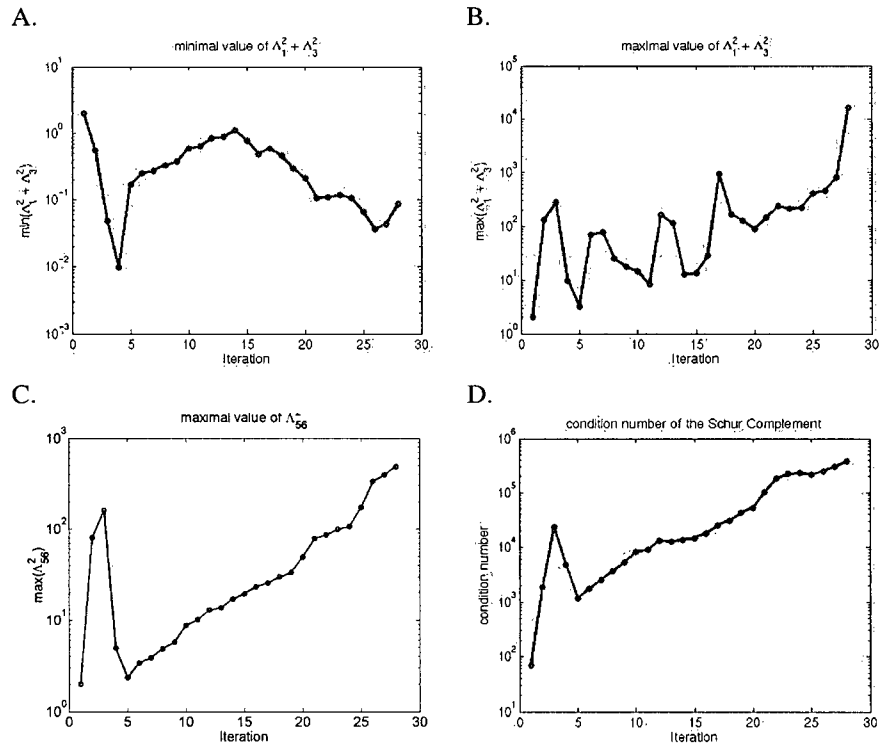 A.
minimal value of Λ₁² + Λ₃²
10¹
10⁰
10⁻¹
10⁻²
10⁻³
min(Λ₁² + Λ₃²)
0 5 10 15 20 25 30
Iteration
B.
maximal value of Λ₁² + Λ₃²
10⁵
10⁴
10³
10²
10¹
10⁰
max(Λ₁² + Λ₃²)
0 5 10 15 20 25 30
Iteration
C.
maximal value of Λ₅₆²
10³
10²
10¹
10⁰
max(Λ₅₆²)
0 5 10 15 20 25 30
Iteration
D.
condition number of the Schur Complement
10⁶
10⁵
10⁴
10³
10²
10¹
condition number
0 5 10 15 20 25 30
Iteration